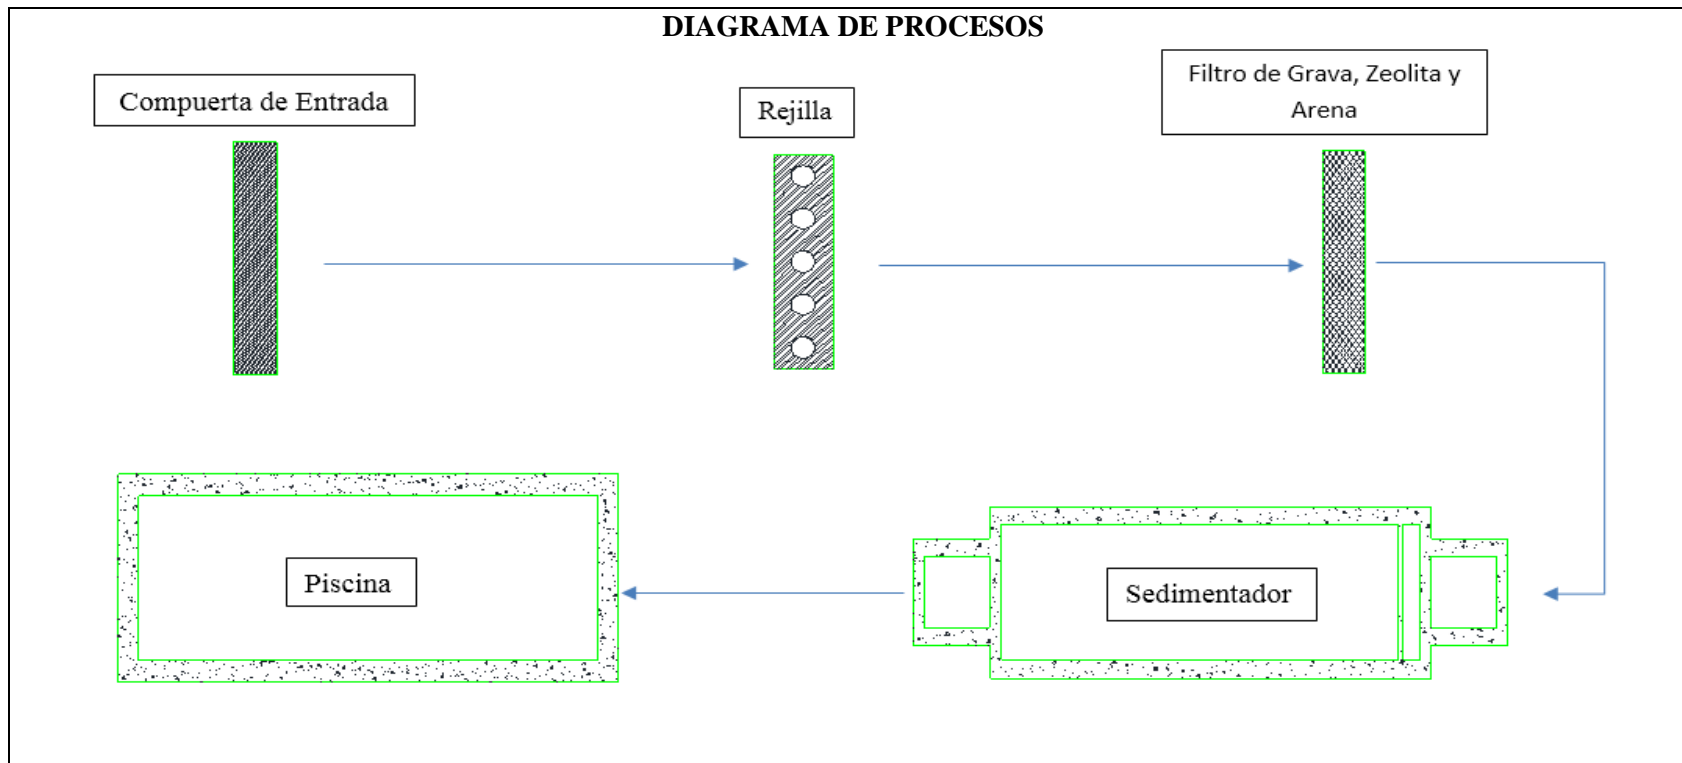 DIAGRAMA DE PROCESOS
Compuerta de Entrada
Rejilla
Filtro de Grava, Zeolita y
Arena
Piscina
Sedimentador